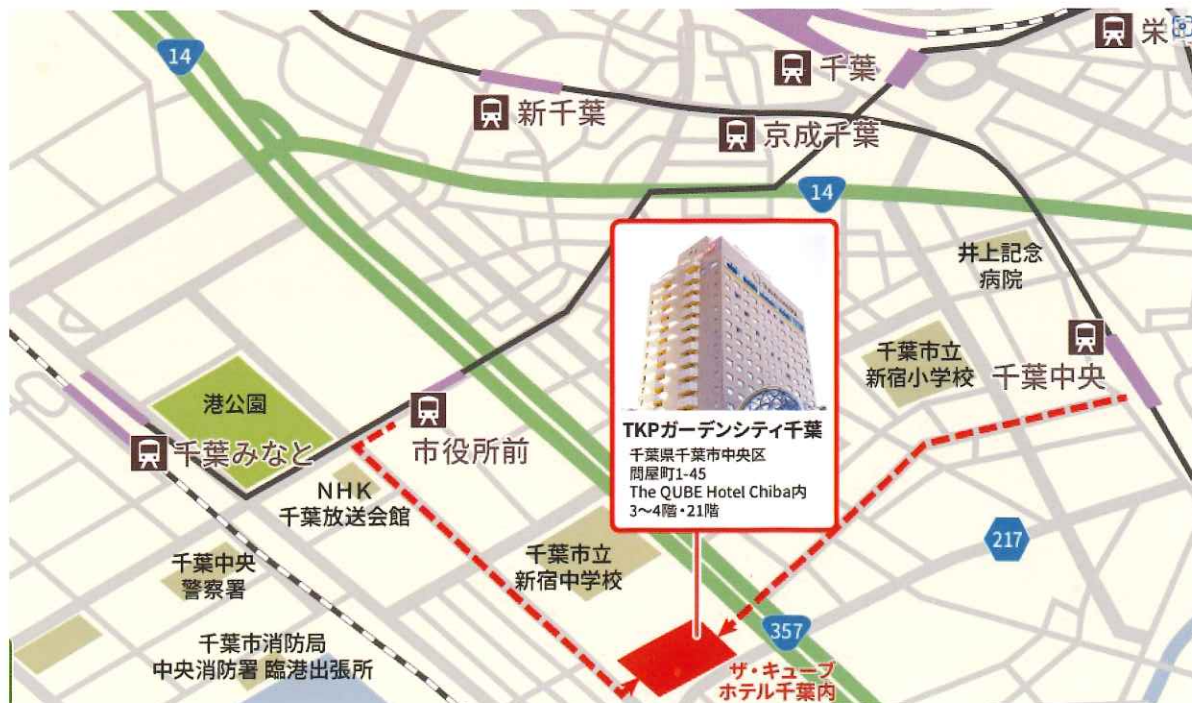 14
新千葉
千葉
栄
京成千葉
14
井上記念
病院
千葉市立
新宿小学校
千葉中央
港公園
千葉みなと
市役所前
NHK
千葉放送会館
TKPガーデンシティ千葉
千葉県千葉市中央区
問屋町1-45
The QUBE Hotel Chiba内
3~4階・21階
217
千葉市立
新宿中学校
千葉中央
警察署
千葉市消防局
中央消防署 臨港出張所
357
ザ・キューブ
ホテル千葉内